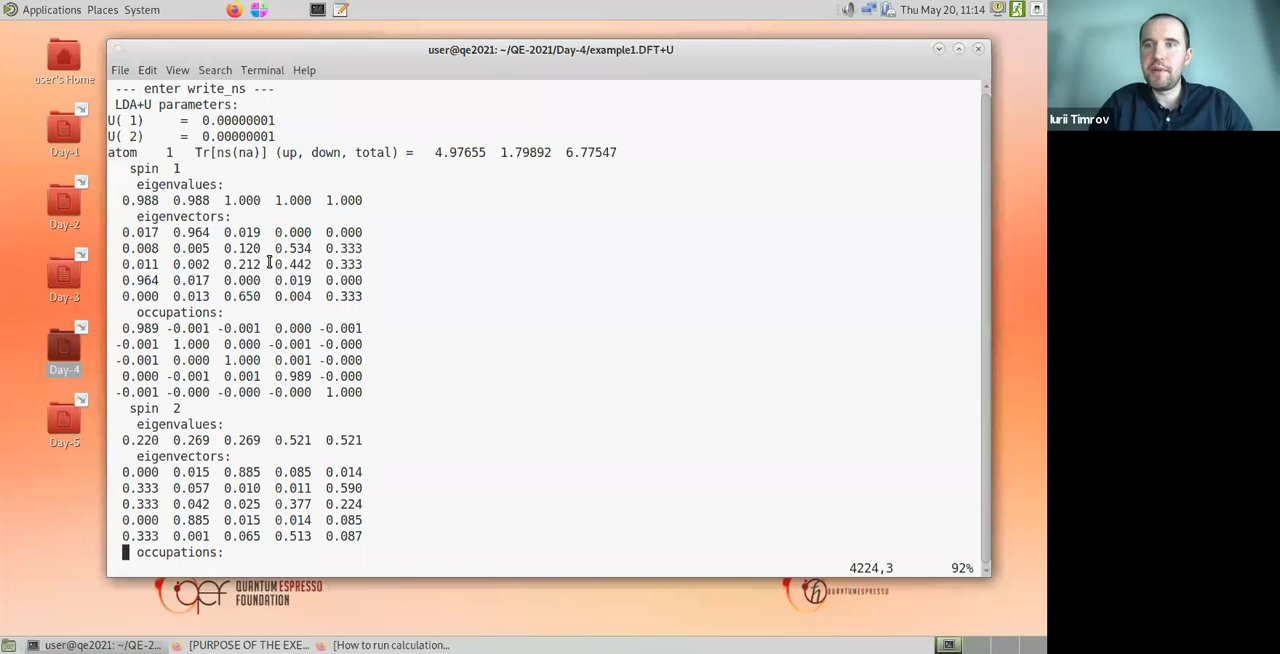 Applications Places System
Thu May 20, 11:14
user@qe2021: ~/QE-2021/Day-4/example1.DFT+U
File Edit View Search Terminal Help
user's Home
Day-1
Day-2
Day-3
Day-4
Day-5
--- enter write_ns ---
LDA+U parameters:
U( 1) = 0.00000001
U( 2) = 0.00000001
atom 1 Tr[ns(na)] (up, down, total) = 4.97655 1.79892 6.77547
spin 1
eigenvalues:
0.988 0.988 1.000 1.000 1.000
eigenvectors:
0.017 0.964 0.019 0.000 0.000
0.008 0.005 0.120 0.534 0.333
0.011 0.002 0.212 0.442 0.333
0.964 0.017 0.000 0.019 0.000
0.000 0.013 0.650 0.004 0.333
occupations:
0.989 -0.001 -0.001 0.000 -0.001
-0.001 1.000 0.000 -0.001 -0.000
-0.001 0.000 1.000 0.001 -0.000
0.000 -0.001 0.001 0.989 -0.000
-0.001 -0.000 -0.000 -0.000 1.000
spin 2
eigenvalues:
0.220 0.269 0.269 0.521 0.521
eigenvectors:
0.000 0.015 0.885 0.085 0.014
0.333 0.057 0.010 0.011 0.590
0.333 0.042 0.025 0.377 0.224
0.000 0.885 0.015 0.014 0.085
0.333 0.001 0.065 0.513 0.087
occupations:
4224,3 92%
QUANTUM ESPRESSO
FOUNDATION
QUANTUMESPRESSO
user@qe2021: ~/QE-2...
[PURPOSE OF THE EXE...
[How to run calculation...
Iurii Timrov